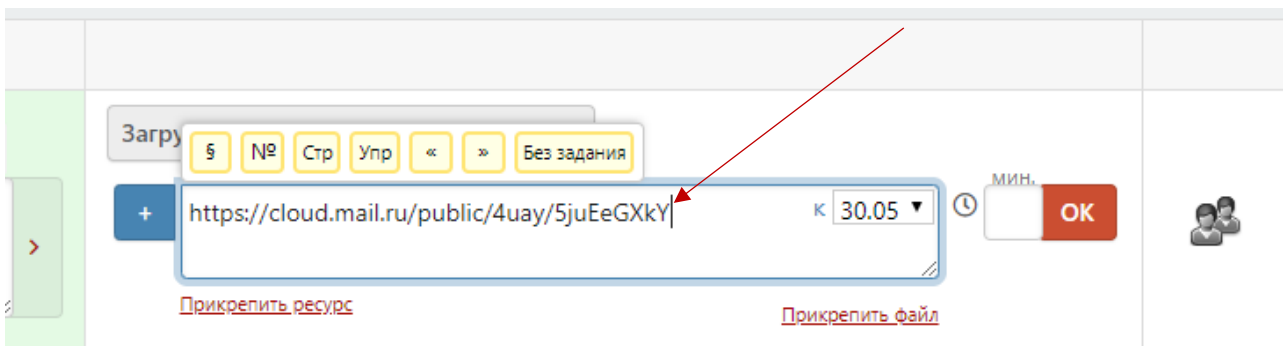 Загру
§ № Стр Упр « » Без задания
мин.
+ https://cloud.mail.ru/public/4uay/5juEeGXkY к 30.05 ОК
Прикрепить ресурс
Прикрепить файл